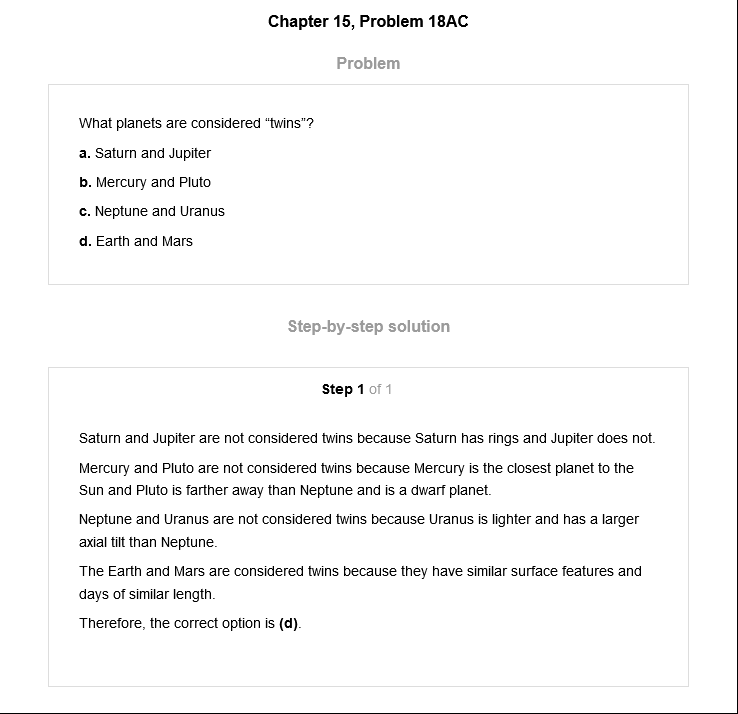 Chapter 15, Problem 18AC
Problem
What planets are considered “twins”?
a. Saturn and Jupiter
b. Mercury and Pluto
c. Neptune and Uranus
d. Earth and Mars
Step-by-step solution
Step 1 of 1
Saturn and Jupiter are not considered twins because Saturn has rings and Jupiter does not.
Mercury and Pluto are not considered twins because Mercury is the closest planet to the
Sun and Pluto is farther away than Neptune and is a dwarf planet.
Neptune and Uranus are not considered twins because Uranus is lighter and has a larger
axial tilt than Neptune.
The Earth and Mars are considered twins because they have similar surface features and
days of similar length.
Therefore, the correct option is (d).